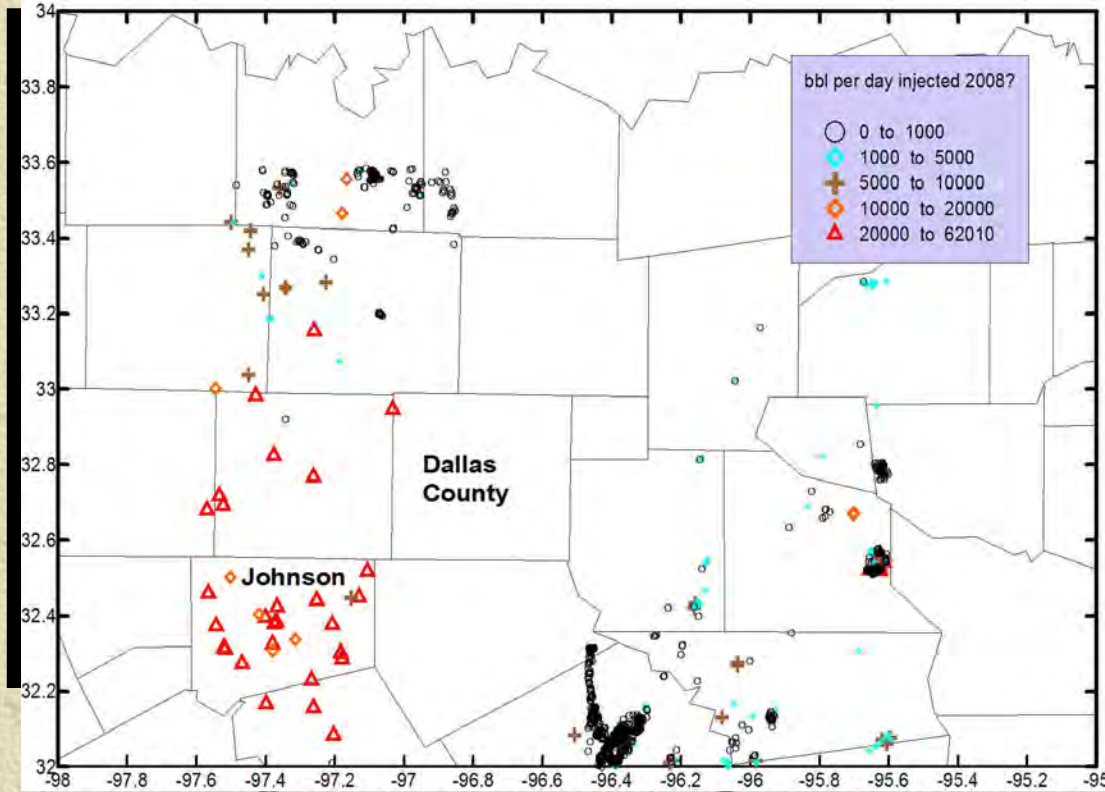 34
33.8
33.6
33.4
33.2
33
32.8
32.6
32.4
32.2
32
bbl per day injected 2008?
0 to 1000
1000 to 5000
5000 to 10000
10000 to 20000
20000 to 62010
Dallas
County
Johnson
-98 -97.8 -97.6 -97.4 -97.2 -97 -96.8 -96.6 -96.4 -96.2 -96 -95.8 -95.6 -95.4 -95.2 -95